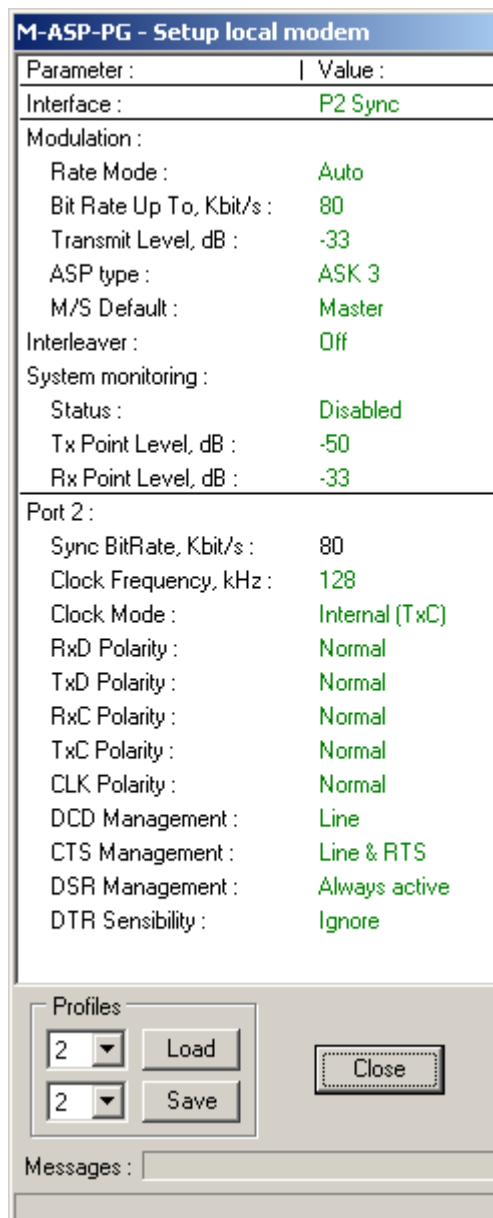 M-ASP-PG - Setup local modem
Parameter : | Value :
Interface : P2 Sync
Modulation :
Rate Mode : Auto
Bit Rate Up To, Kbit/s : 80
Transmit Level, dB : -33
ASP type : ASK 3
M/S Default : Master
Interleaver : Off
System monitoring :
Status : Disabled
Tx Point Level, dB : -50
Rx Point Level, dB : -33
Port 2 :
Sync BitRate, Kbit/s : 80
Clock Frequency, kHz : 128
Clock Mode : Internal (TxC)
RxD Polarity : Normal
TxD Polarity : Normal
RxC Polarity : Normal
TxC Polarity : Normal
CLK Polarity : Normal
DCD Management : Line
CTS Management : Line & RTS
DSR Management : Always active
DTR Sensibility : Ignore
Profiles
2 Load
Close
2 Save
Messages :